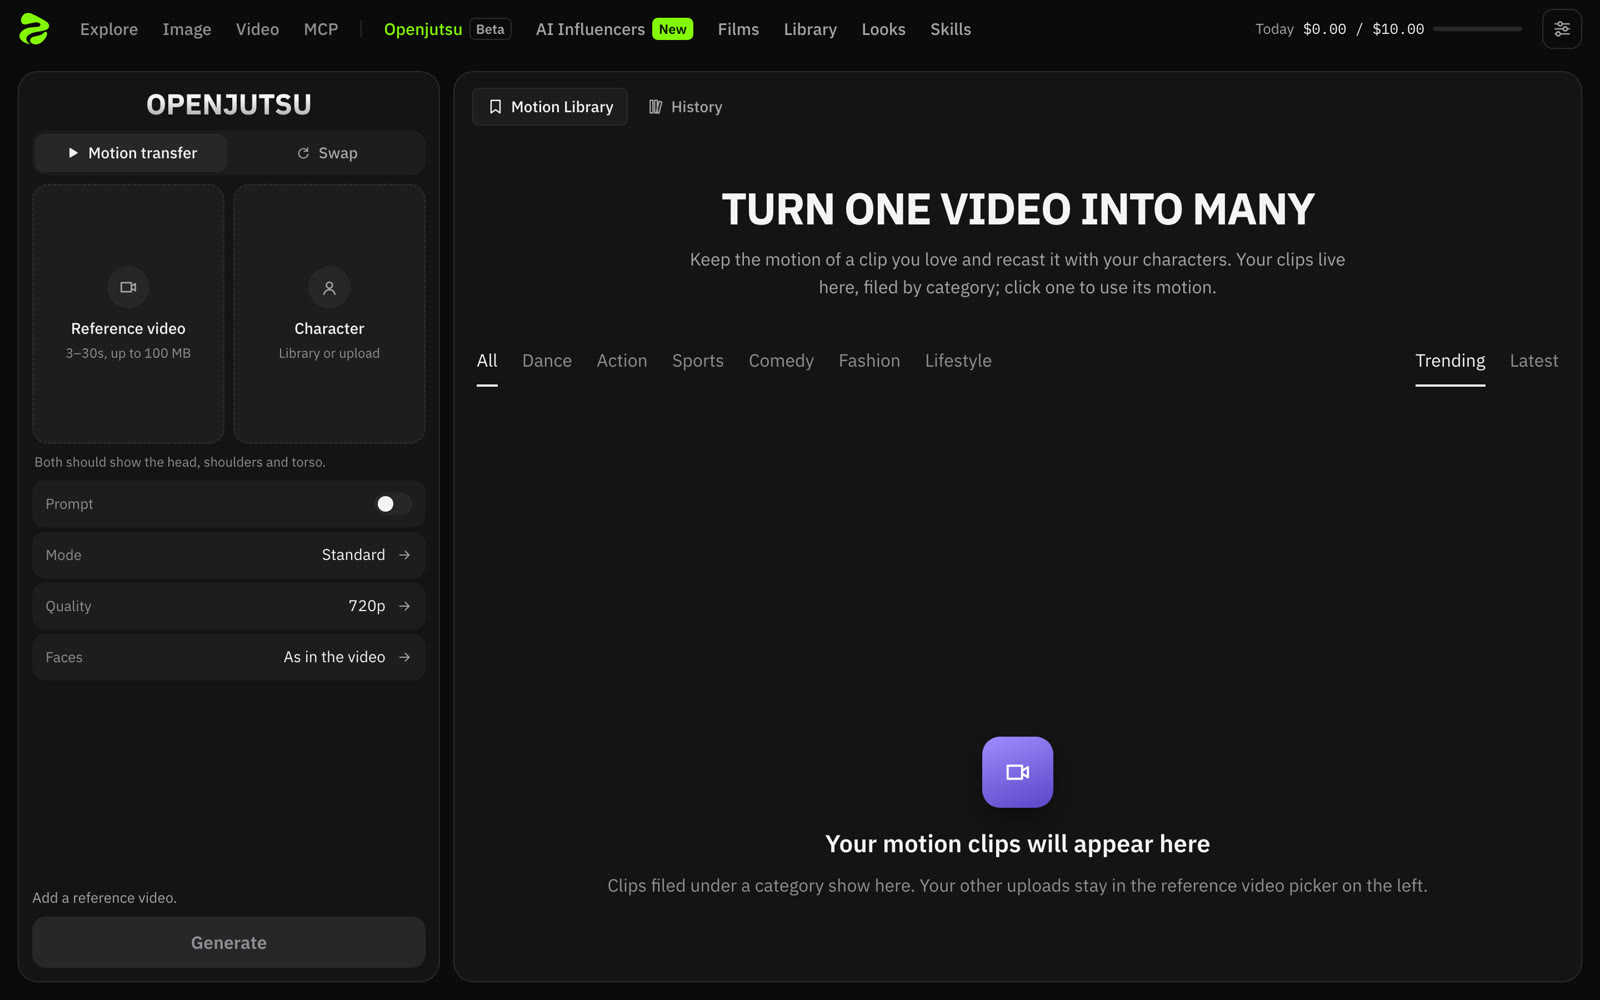 Explore Image Video MCP Openjutsu Beta AI Influencers New Films Library Looks Skills Today $0.00 / $10.00
OPENJUTSU
Motion transfer Swap
Reference video
3–30s, up to 100 MB
Character
Library or upload
Both should show the head, shoulders and torso.
Prompt
Mode Standard →
Quality 720p →
Faces As in the video →
Add a reference video.
Generate
Motion Library History
TURN ONE VIDEO INTO MANY
Keep the motion of a clip you love and recast it with your characters. Your clips live
here, filed by category; click one to use its motion.
All Dance Action Sports Comedy Fashion Lifestyle Trending Latest
Your motion clips will appear here
Clips filed under a category show here. Your other uploads stay in the reference video picker on the left.